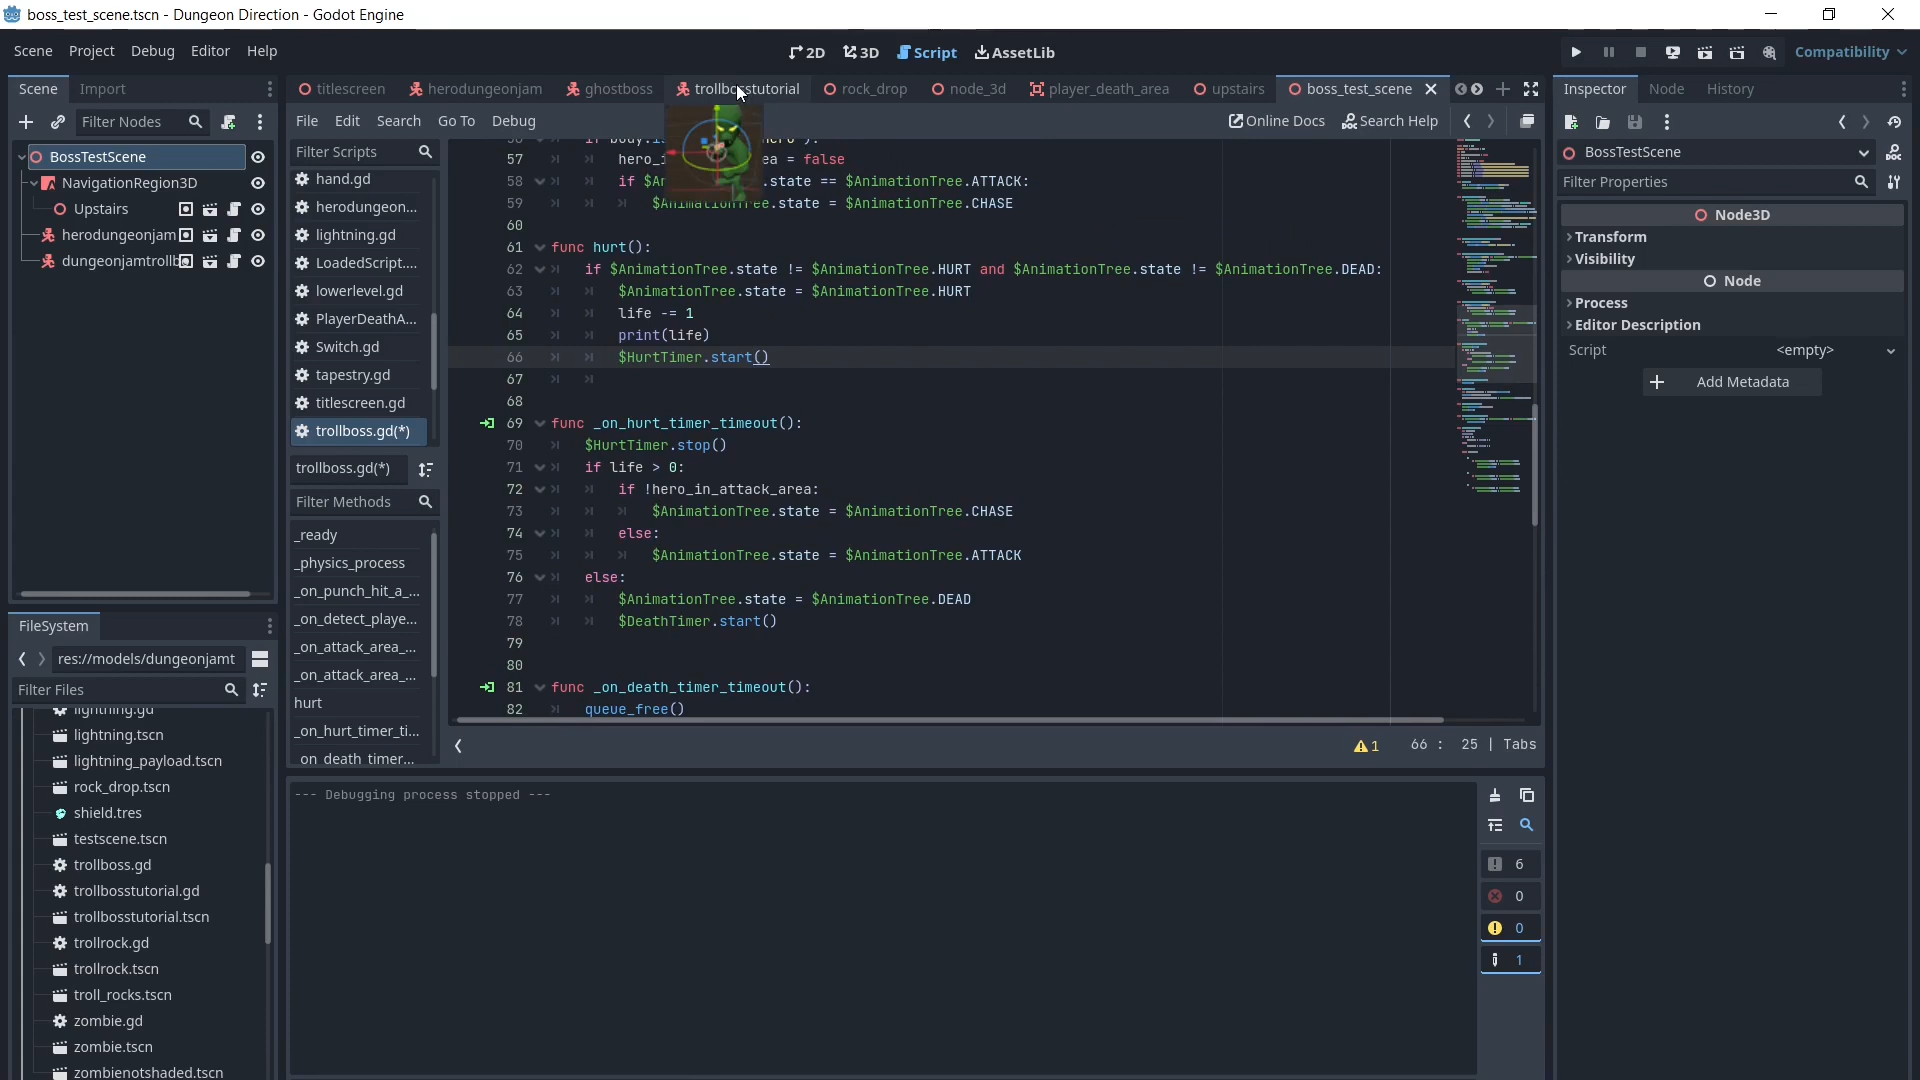 boss_test_scene.tscn - Dungeon Direction - Godot Engine
Scene Project Debug Editor Help
2D 3D Script AssetLib
Compatibility
Scene Import
titlescreen herodungeonjam ghostboss trollbosstutorial rock_drop node_3d player_death_area upstairs boss_test_scene
Inspector Node History
Filter Nodes
File Edit Search Go To Debug
Online Docs Search Help
BossTestScene
NavigationRegion3D
Upstairs
herodungeonjam
dungeonjamtrollb
Filter Scripts
hand.gd
herodungeon...
lightning.gd
LoadedScript....
lowerlevel.gd
PlayerDeathA...
Switch.gd
tapestry.gd
titlescreen.gd
trollboss.gd(*)
trollboss.gd(*)
Filter Methods
_ready
_physics_process
_on_punch_hit_a_...
_on_detect_playe...
_on_attack_area_...
_on_attack_area_...
hurt
_on_hurt_timer_ti...
_on_death_timer...
57 = false
58 .state == $AnimationTree.ATTACK:
59 $AnimationTree.state = $AnimationTree.CHASE
60
61 func hurt():
62 if $AnimationTree.state != $AnimationTree.HURT and $AnimationTree.state != $AnimationTree.DEAD:
63 $AnimationTree.state = $AnimationTree.HURT
64 life -= 1
65 print(life)
66 $HurtTimer.start()
67
68
69 func _on_hurt_timer_timeout():
70 $HurtTimer.stop()
71 if life > 0:
72 if !hero_in_attack_area:
73 $AnimationTree.state = $AnimationTree.CHASE
74 else:
75 $AnimationTree.state = $AnimationTree.ATTACK
76 else:
77 $AnimationTree.state = $AnimationTree.DEAD
78 $DeathTimer.start()
79
80
81 func _on_death_timer_timeout():
82 queue_free()
1 66 : 25 | Tabs
--- Debugging process stopped ---
6
0
0
1
BossTestScene
Filter Properties
Node3D
Transform
Visibility
Node
Process
Editor Description
Script <empty>
Add Metadata
FileSystem
res://models/dungeonjamt
Filter Files
lightning.gd
lightning.tscn
lightning_payload.tscn
rock_drop.tscn
shield.tres
testscene.tscn
trollboss.gd
trollbosstutorial.gd
trollbosstutorial.tscn
trollrock.gd
trollrock.tscn
troll_rocks.tscn
zombie.gd
zombie.tscn
zombienotshaded.tscn